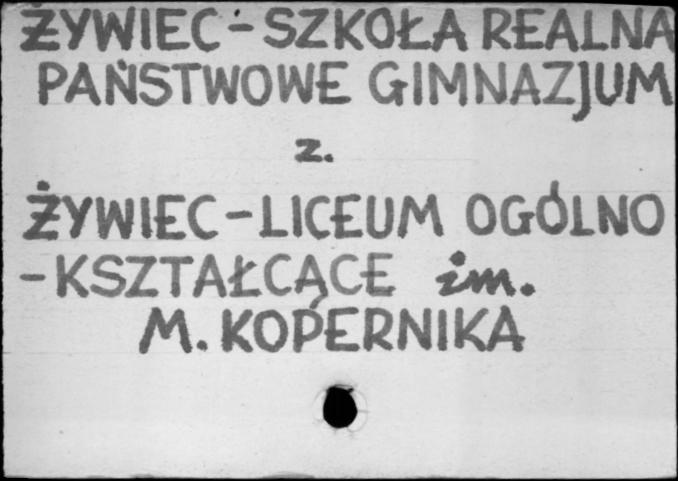 ŻYWIEC - SZKOŁA REALNA
PAŃSTWOWE GIMNAZJUM
z.
ŻYWIEC - LICEUM OGÓLNO
- KSZTAŁCĄCE im.
M. KOPERNIKA